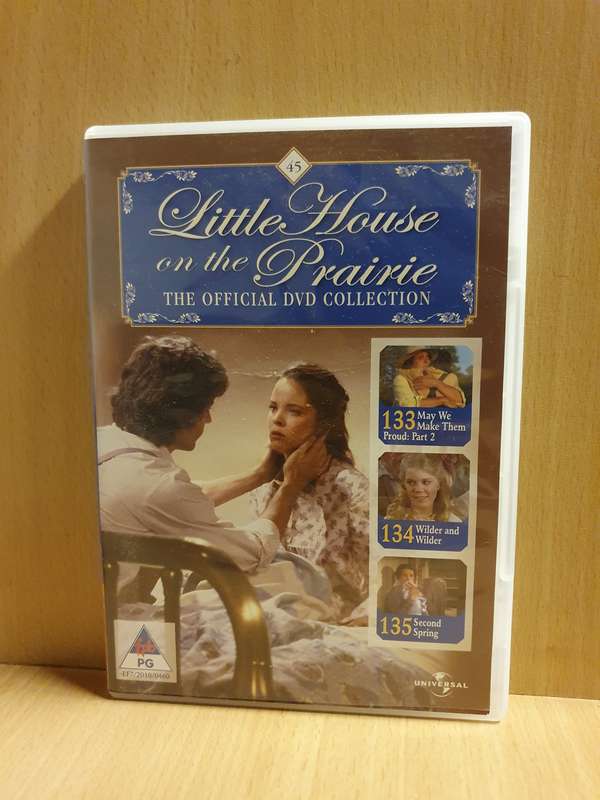 45
Little House
on the Prairie
THE OFFICIAL DVD COLLECTION
133 May We
Make Them
Proud: Part 2
134 Wilder and
Wilder
135 Second
Spring
PG
UNIVERSAL